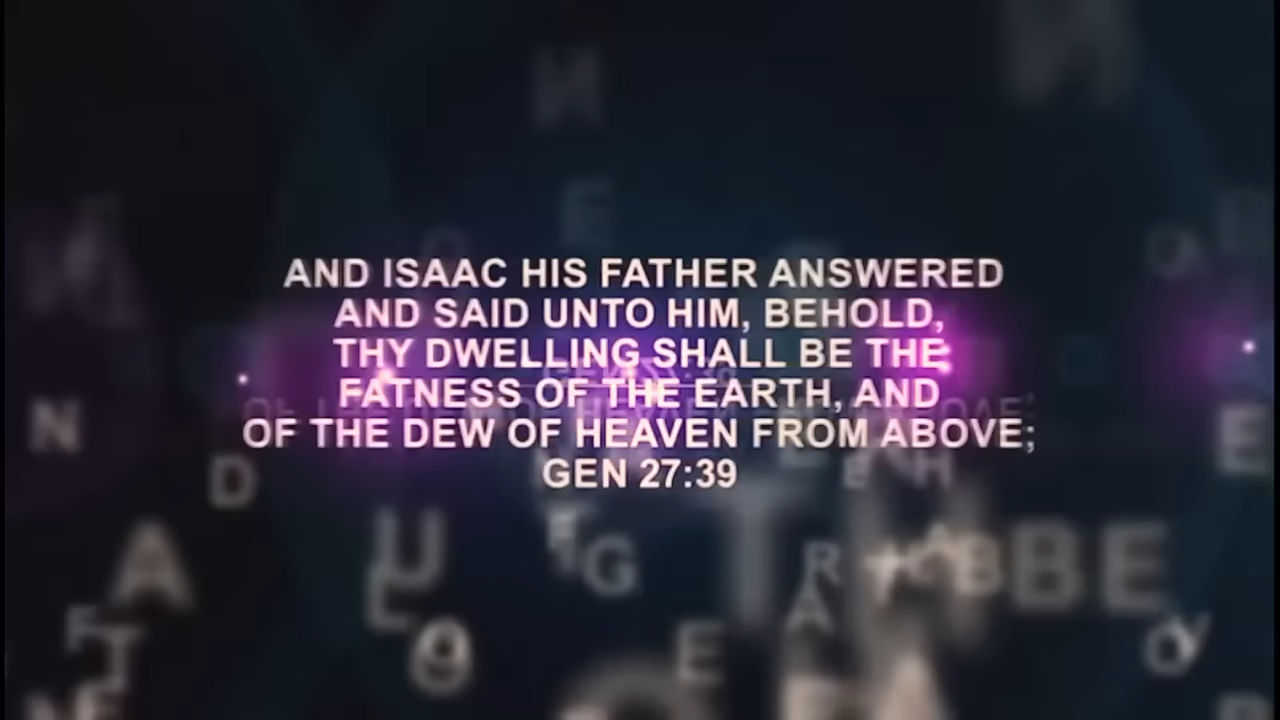 AND ISAAC HIS FATHER ANSWERED
AND SAID UNTO HIM, BEHOLD,
THY DWELLING SHALL BE THE
FATNESS OF THE EARTH, AND
OF THE DEW OF HEAVEN FROM ABOVE;
GEN 27:39